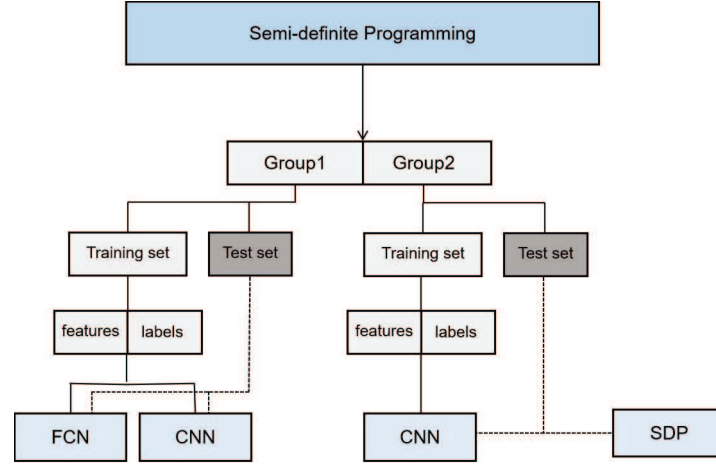 Semi-definite Programming
Group1 Group2
Training set Test set Training set Test set
features labels features labels
FCN CNN CNN SDP